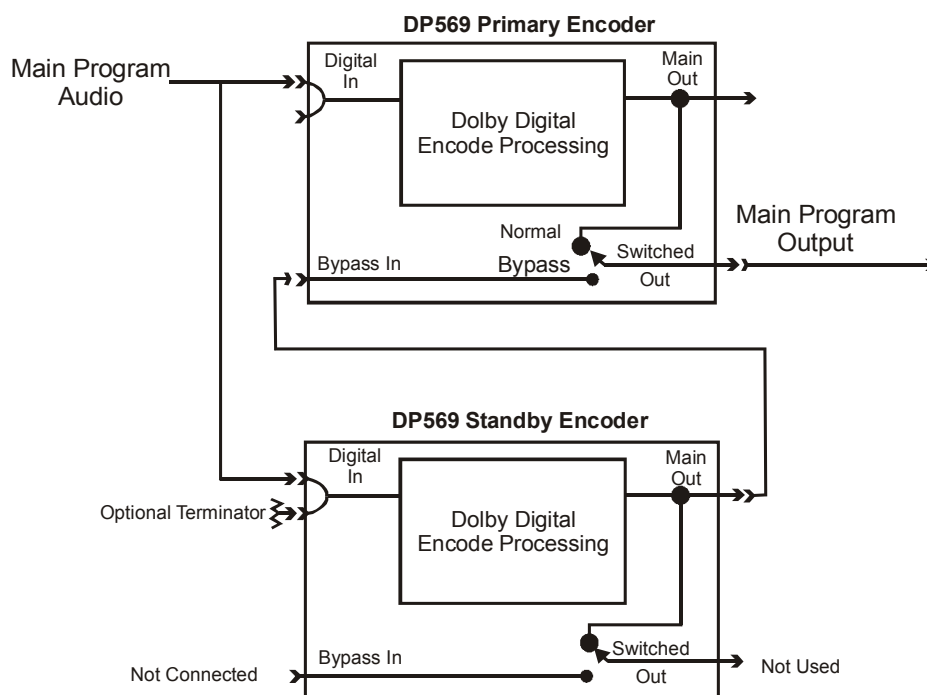 DP569 Primary Encoder
Main Program
Audio
Digital
In
Main
Out
Dolby Digital
Encode Processing
Normal
Bypass In
Bypass
Switched
Out
Main Program
Output
DP569 Standby Encoder
Digital
In
Main
Out
Optional Terminator
Dolby Digital
Encode Processing
Not Connected
Bypass In
Switched
Out
Not Used